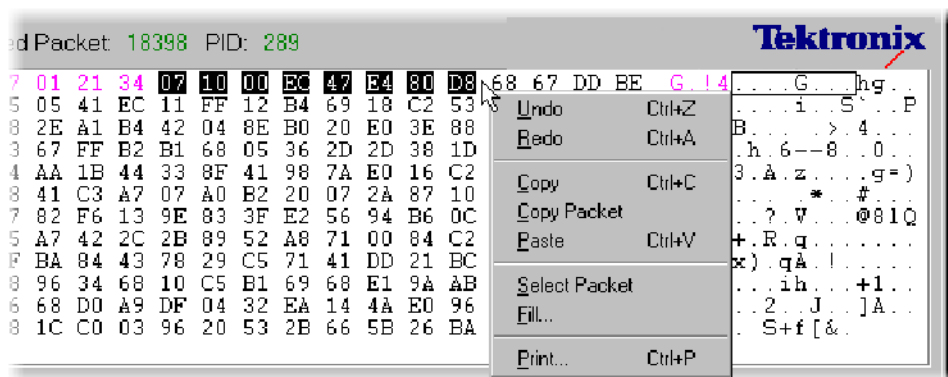 ed Packet: 18398 PID: 289
Tektronix
7 01 21 34 07 10 00 EC 47 E4 80 D8 68 67 DD BE G.!4....G...hg..
5 05 41 EC 11 FF 12 B4 69 18 C2 53 ....i..S`..P
8 2E A1 B4 42 04 8E B0 20 E0 3E 88 B... ..>.4...
3 67 FF B2 B1 68 05 36 2D 2D 38 1D .h.6--8..0..
4 AA 1B 44 33 8F 41 98 7A E0 16 C2 3.A.z....g=)
8 41 C3 A7 07 A0 B2 20 07 2A 87 10 .... .*..#..
7 82 F6 13 9E 83 3F E2 56 94 B6 0C ..?.V...@81Q
5 A7 42 2C 2B 89 52 A8 71 00 84 C2 +.R.q.......
F BA 84 43 78 29 C5 71 41 DD 21 BC x).qA.!.....
8 96 34 68 10 C5 B1 69 68 E1 9A AB ...ih...+1..
6 68 D0 A9 DF 04 32 EA 14 4A E0 96 ..2..J..]A..
8 1C C0 03 96 20 53 2B 66 5B 26 BA . S+f[&.
Undo Ctrl+Z
Redo Ctrl+A
Copy Ctrl+C
Copy Packet
Paste Ctrl+V
Select Packet
Fill...
Print... Ctrl+P